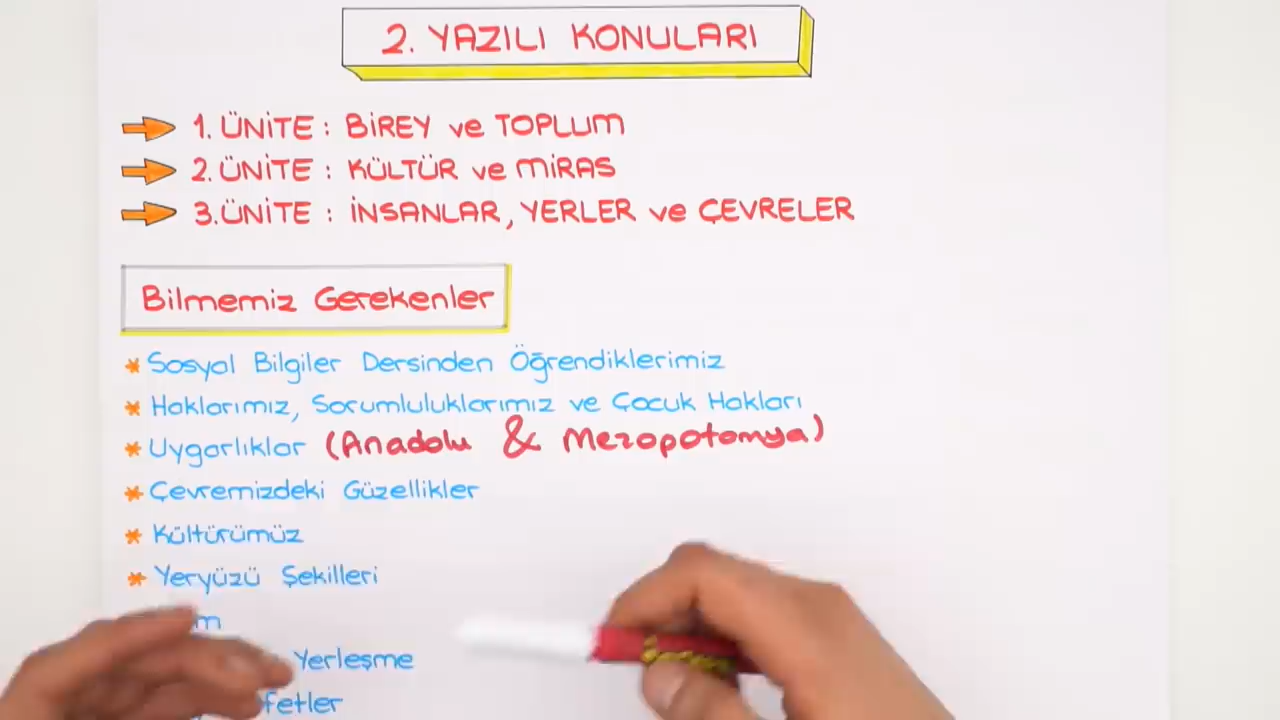 2. YAZILI KONULARI
1. ÜNİTE : BİREY ve TOPLUM
2. ÜNİTE : KÜLTÜR ve MİRAS
3. ÜNİTE : İNSANLAR, YERLER ve ÇEVRELER
Bilmemiz Gerekenler
* Sosyal Bilgiler Dersinden Öğrendiklerimiz
* Haklarımız, Sorumluluklarımız ve Çocuk Hakları
* Uygarlıklar (Anadolu & Mezopotamya)
* Çevremizdeki Güzellikler
* Kültürümüz
* Yeryüzü Şekilleri
Yerleşme